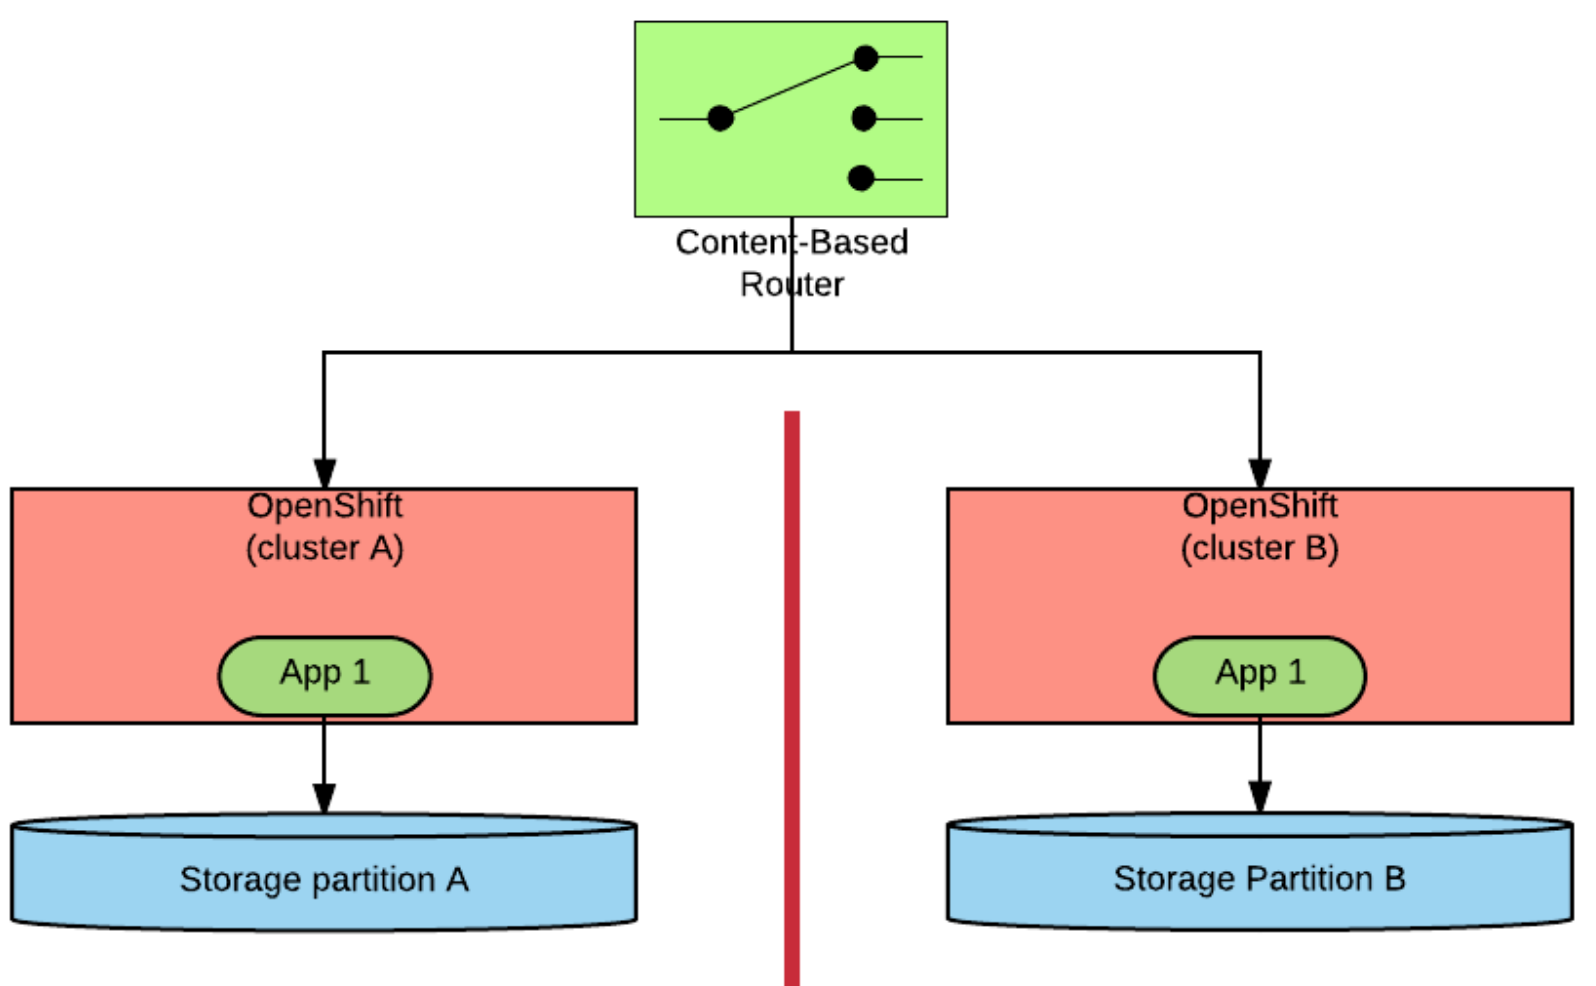 Content-Based
Router
OpenShift
(cluster A)
OpenShift
(cluster B)
App 1
App 1
Storage partition A
Storage Partition B